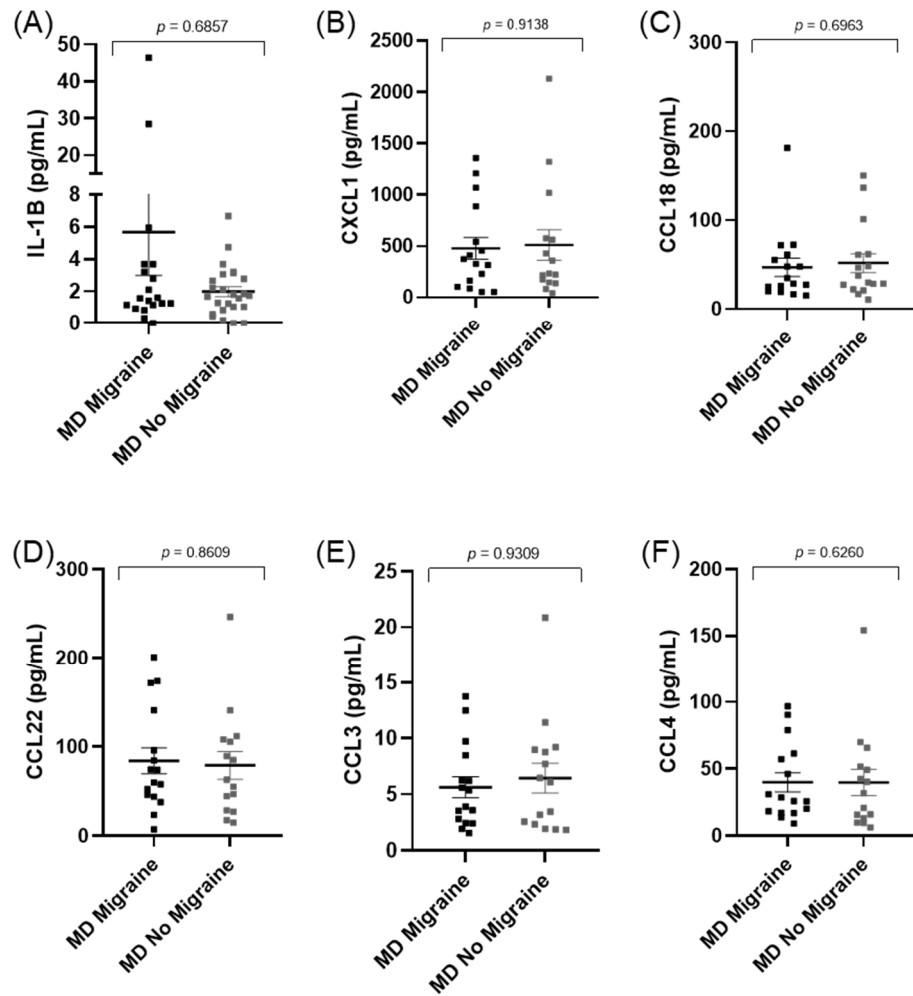 (A)
p = 0.6857
IL-1B (pg/mL)
50
40
30
20
8
6
4
2
0
MD Migraine
MD No Migraine
(B)
p = 0.9138
CXCL1 (pg/mL)
2500
2000
1500
1000
500
0
MD Migraine
MD No Migraine
(C)
p = 0.6963
CCL18 (pg/mL)
300
200
100
0
MD Migraine
MD No Migraine
(D)
p = 0.8609
CCL22 (pg/mL)
300
200
100
0
MD Migraine
MD No Migraine
(E)
p = 0.9309
CCL3 (pg/mL)
25
20
15
10
5
0
MD Migraine
MD No Migraine
(F)
p = 0.6260
CCL4 (pg/mL)
200
150
100
50
0
MD Migraine
MD No Migraine